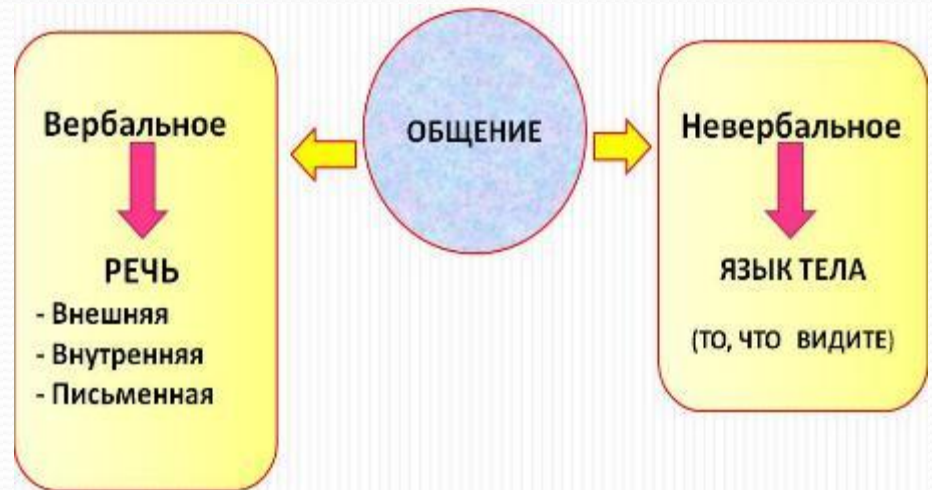 Вербальное
РЕЧЬ
- Внешняя
- Внутренняя
- Письменная
ОБЩЕНИЕ
Невербальное
ЯЗЫК ТЕЛА
(ТО, ЧТО ВИДИТЕ)